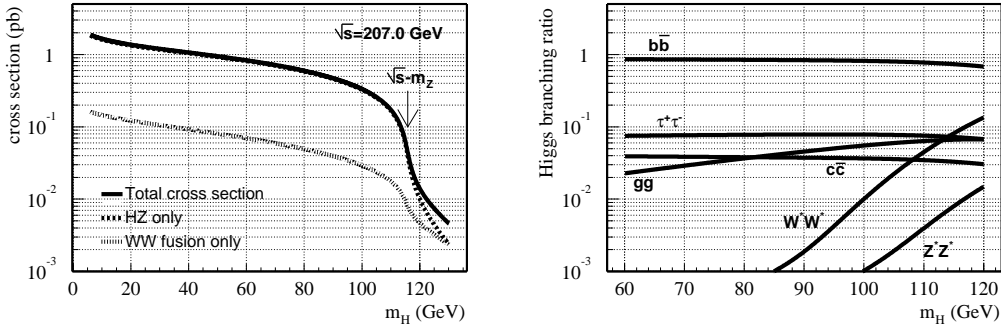 cross section (pb)
1
10⁻¹
10⁻²
10⁻³
√s=207.0 GeV
√s-m_Z
Total cross section
HZ only
WW fusion only
0 20 40 60 80 100 120
m_H (GeV)
Higgs branching ratio
1
10⁻¹
10⁻²
10⁻³
bb̅
τ⁺τ⁻
cc̅
gg
W*W*
Z*Z*
60 70 80 90 100 110 120
m_H (GeV)